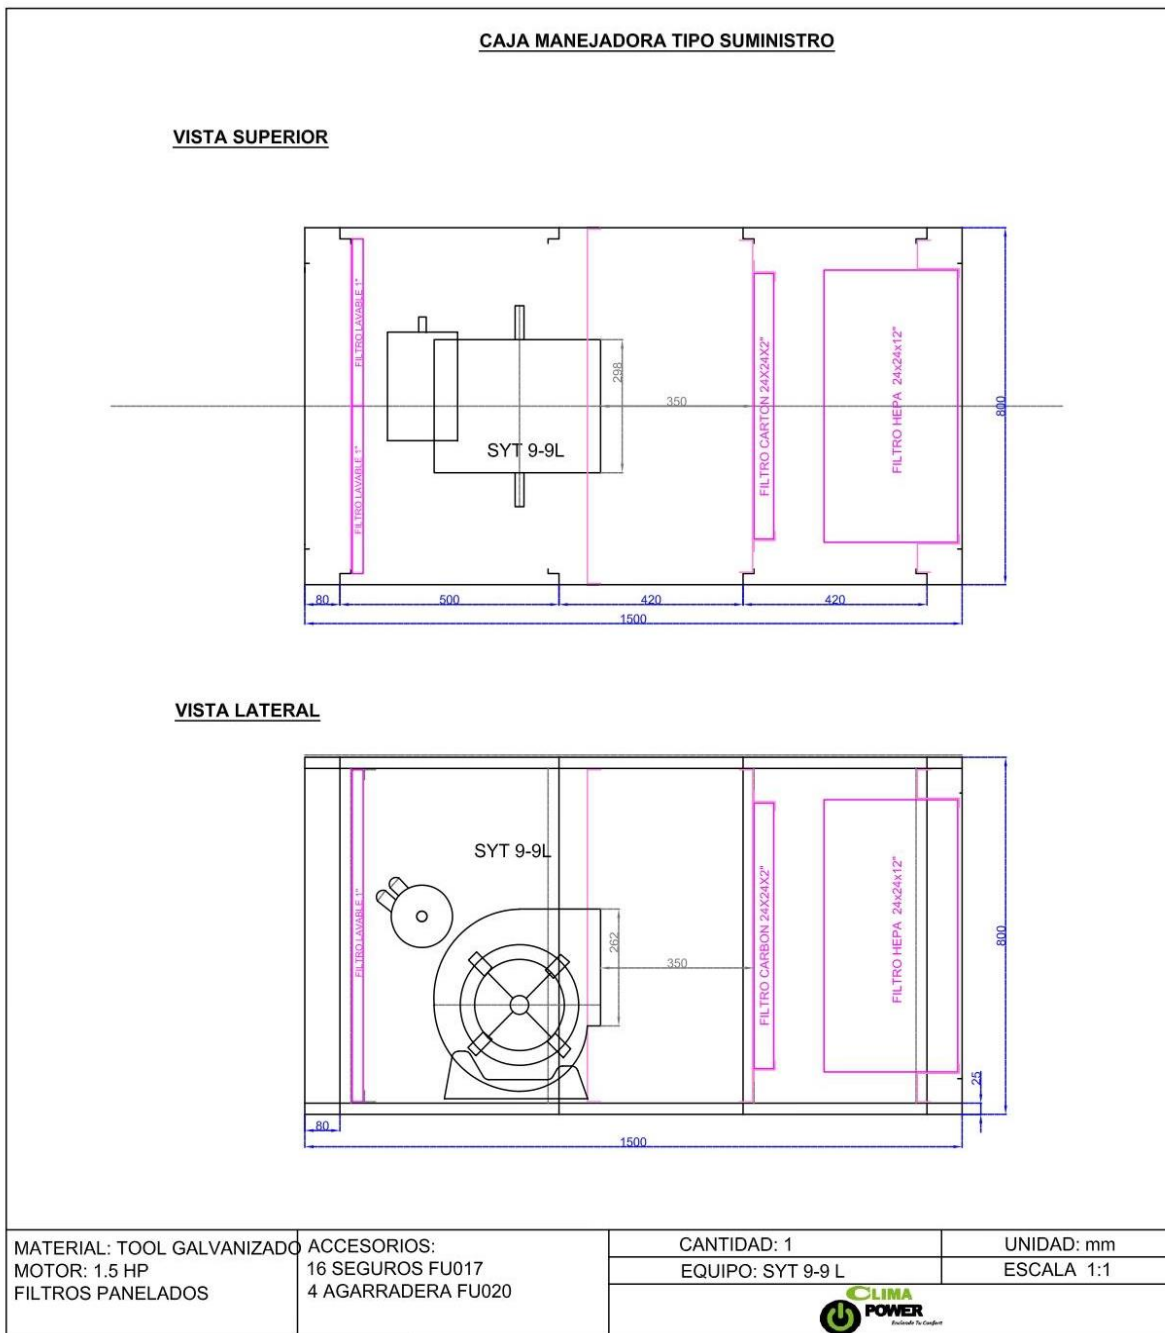 CAJA MANEJADORA TIPO SUMINISTRO
VISTA SUPERIOR
FILTRO LAVABLE 1"
FILTRO LAVABLE 1"
SYT 9-9L
298
350
FILTRO CARTON 24X24X2"
FILTRO HEPA 24x24x12"
800
80
500
420
420
1500
VISTA LATERAL
FILTRO LAVABLE 1"
SYT 9-9L
262
350
FILTRO CARBON 24X24X2"
FILTRO HEPA 24x24x12"
800
25
80
1500
MATERIAL: TOOL GALVANIZADO
MOTOR: 1.5 HP
FILTROS PANELADOS
ACCESORIOS:
16 SEGUROS FU017
4 AGARRADERA FU020
CANTIDAD: 1
UNIDAD: mm
EQUIPO: SYT 9-9 L
ESCALA 1:1
CLIMA
POWER
Tu Confort